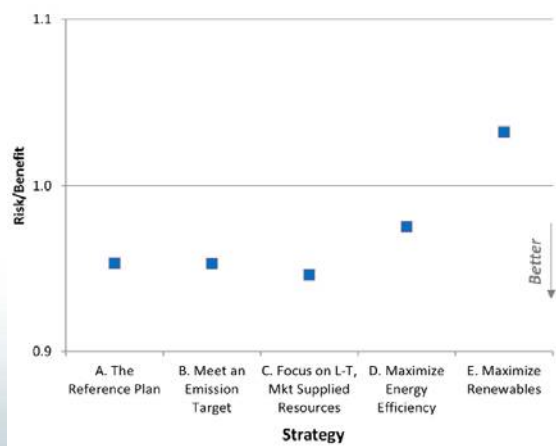 1.1
Risk/Benefit
1.0
Better
0.9
A. The
Reference Plan
B. Meet an
Emission
Target
C. Focus on L-T,
Mkt Supplied
Resources
D. Maximize
Energy
Efficiency
E. Maximize
Renewables
Strategy